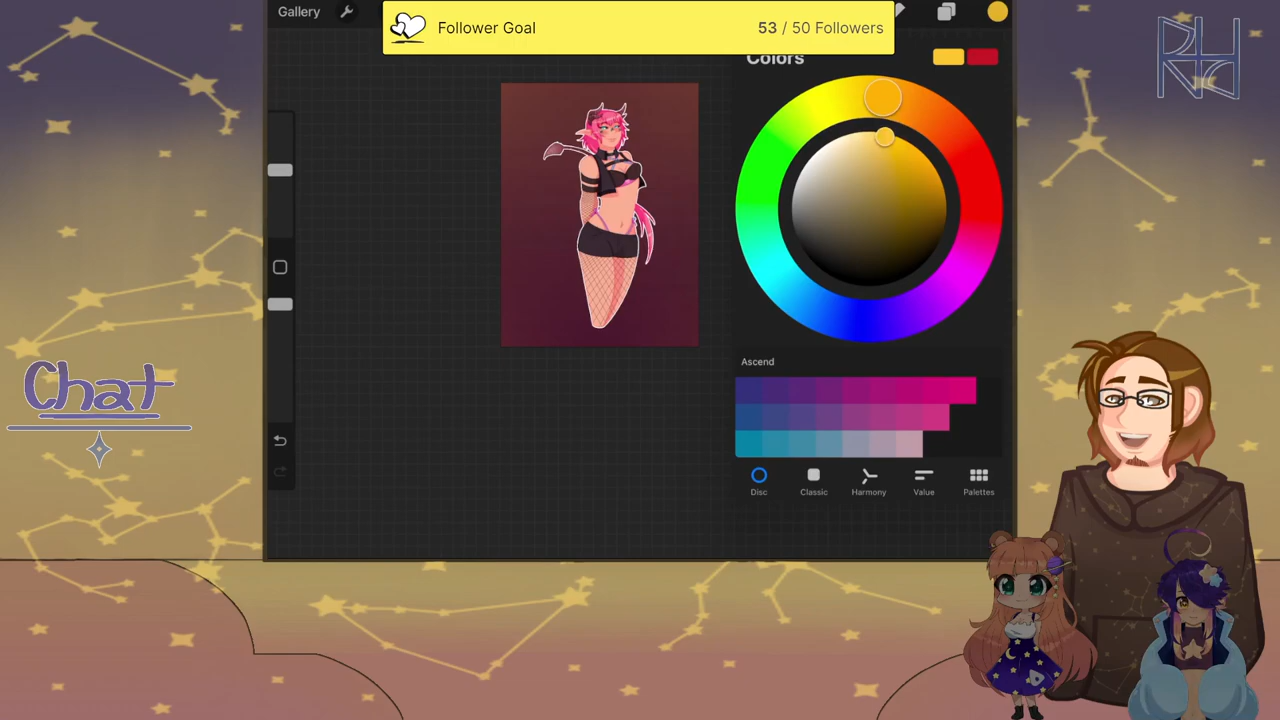 Gallery
Follower Goal
53 / 50 Followers
Colors
Chat
Ascend
Disc
Classic
Harmony
Value
Palettes